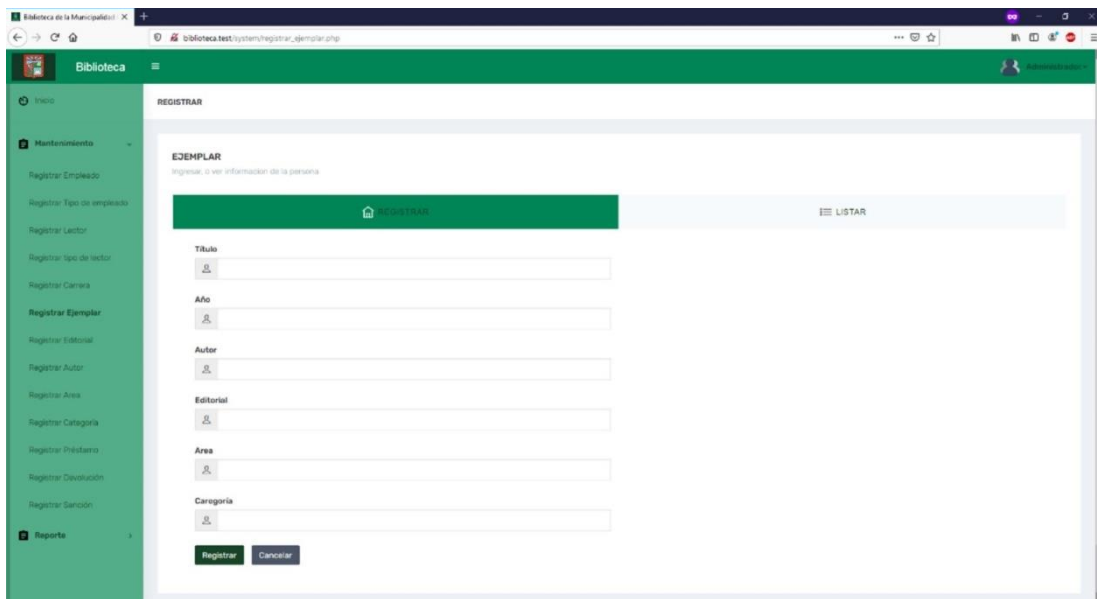 Biblioteca de la Municipalidad
biblioteca.test/system/registrar_ejemplar.php
Biblioteca
Administrador
Inicio
Mantenimiento
Registrar Empleado
Registrar Tipo de empleado
Registrar Lector
Registrar tipo de lector
Registrar Carrera
Registrar Ejemplar
Registrar Editorial
Registrar Autor
Registrar Area
Registrar Categoría
Registrar Préstamo
Registrar Devolución
Registrar Sanción
Reporte
REGISTRAR
EJEMPLAR
Ingresar, o ver informacion de la persona
REGISTRAR
LISTAR
Título
Año
Autor
Editorial
Area
Caregoría
Registrar
Cancelar